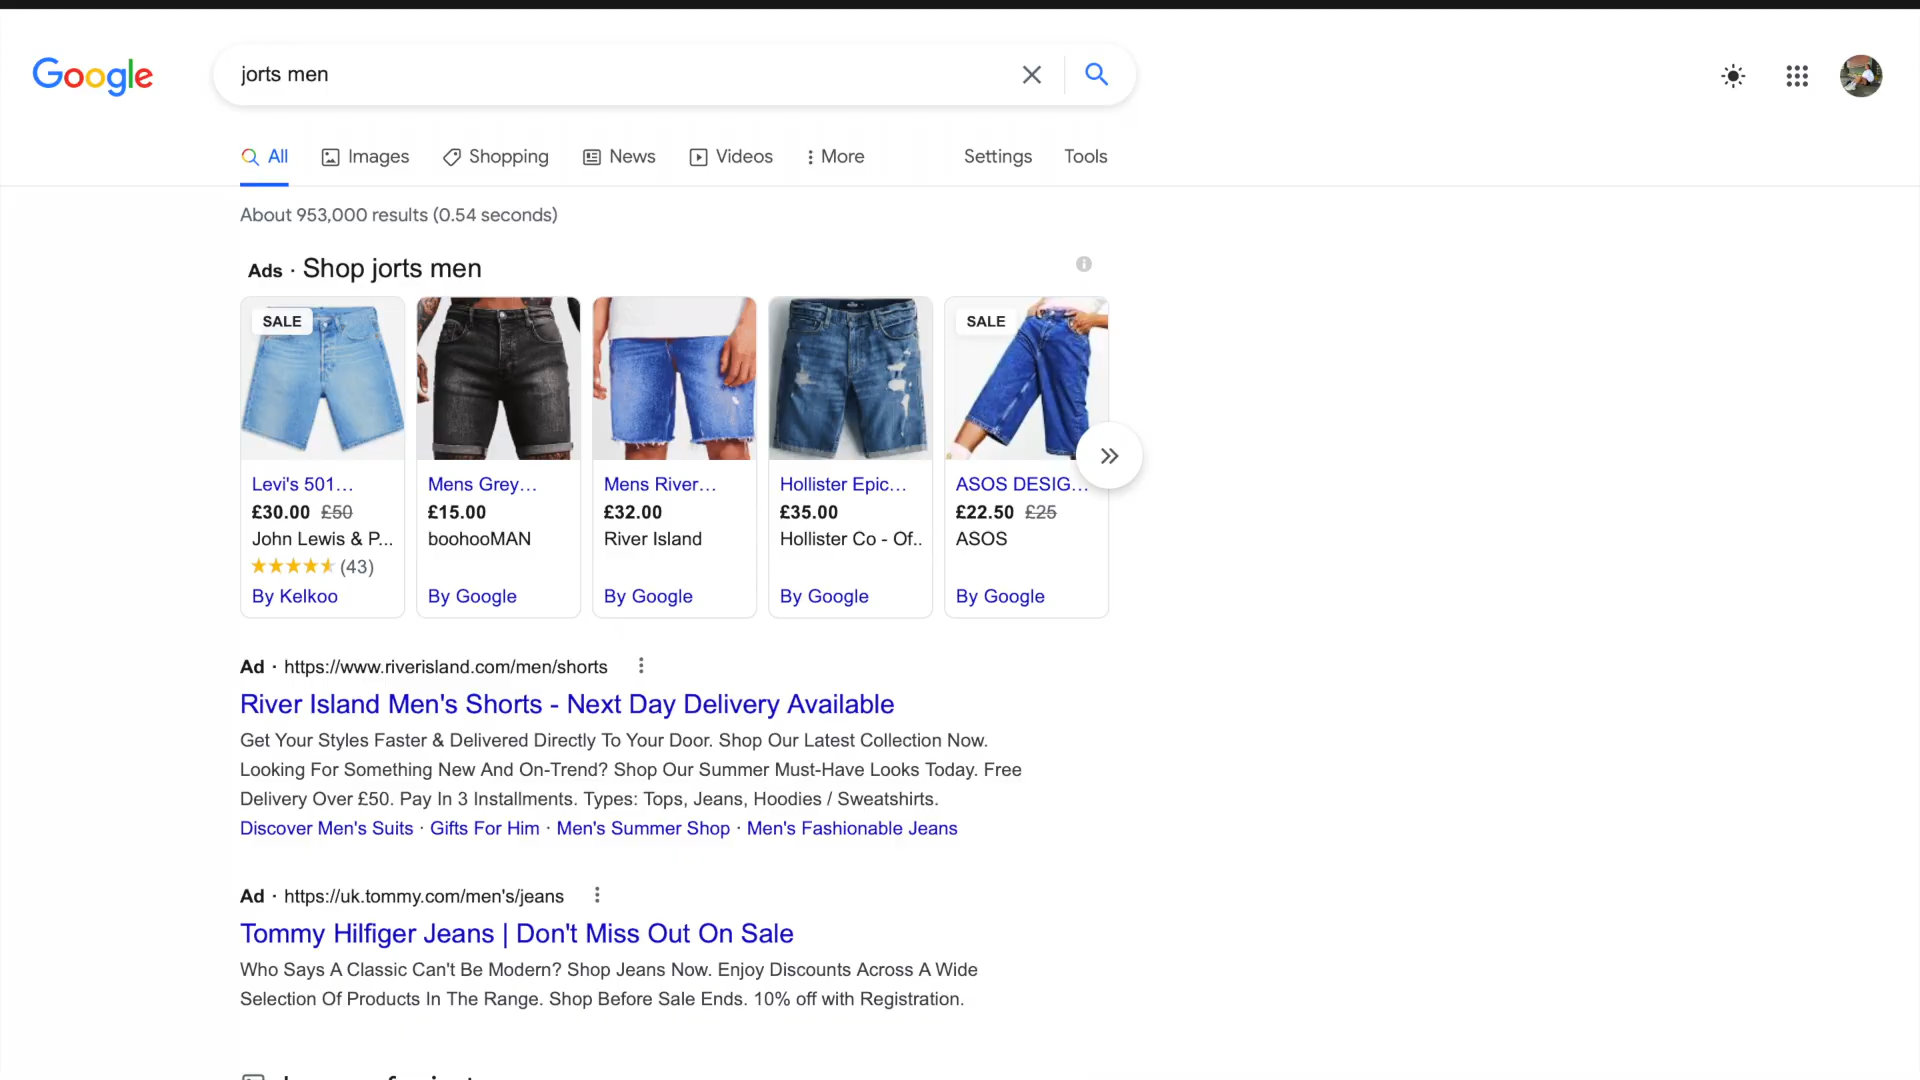 Google
jorts men
All Images Shopping News Videos More Settings Tools
About 953,000 results (0.54 seconds)
Ads · Shop jorts men
SALE SALE
Levi's 501... Mens Grey... Mens River... Hollister Epic... ASOS DESIG...
£30.00 £50 £15.00 £32.00 £35.00 £22.50 £25
John Lewis & P... boohooMAN River Island Hollister Co - Of.. ASOS
(43)
By Kelkoo By Google By Google By Google By Google
Ad · https://www.riverisland.com/men/shorts
River Island Men's Shorts - Next Day Delivery Available
Get Your Styles Faster & Delivered Directly To Your Door. Shop Our Latest Collection Now.
Looking For Something New And On-Trend? Shop Our Summer Must-Have Looks Today. Free
Delivery Over £50. Pay In 3 Installments. Types: Tops, Jeans, Hoodies / Sweatshirts.
Discover Men's Suits · Gifts For Him · Men's Summer Shop · Men's Fashionable Jeans
Ad · https://uk.tommy.com/men's/jeans
Tommy Hilfiger Jeans | Don't Miss Out On Sale
Who Says A Classic Can't Be Modern? Shop Jeans Now. Enjoy Discounts Across A Wide
Selection Of Products In The Range. Shop Before Sale Ends. 10% off with Registration.